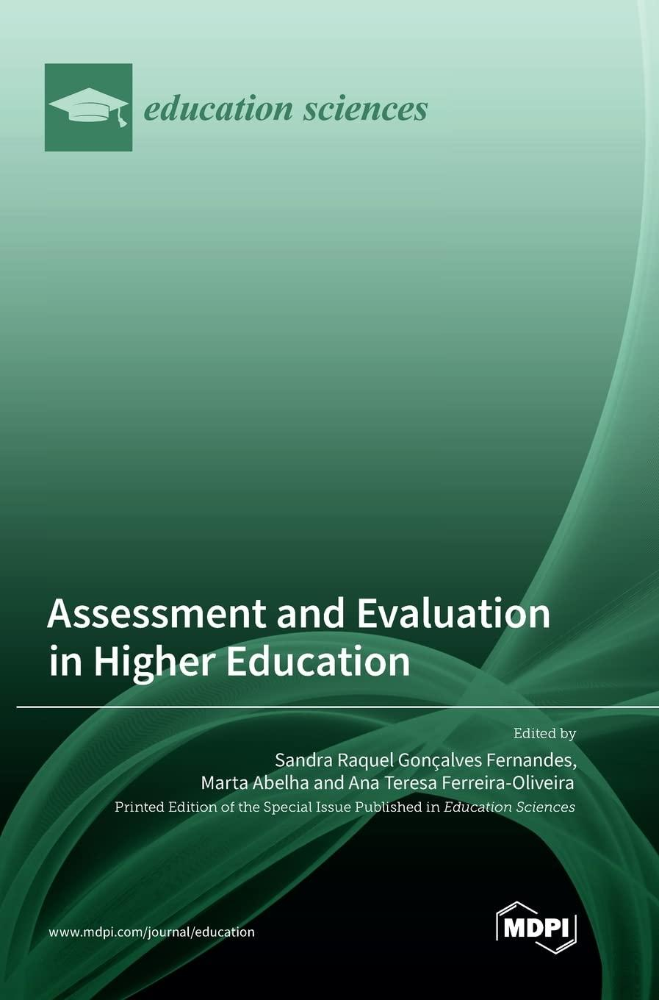 education sciences
Assessment and Evaluation
in Higher Education
Edited by
Sandra Raquel Gonçalves Fernandes,
Marta Abelha and Ana Teresa Ferreira-Oliveira
Printed Edition of the Special Issue Published in Education Sciences
www.mdpi.com/journal/education
MDPI